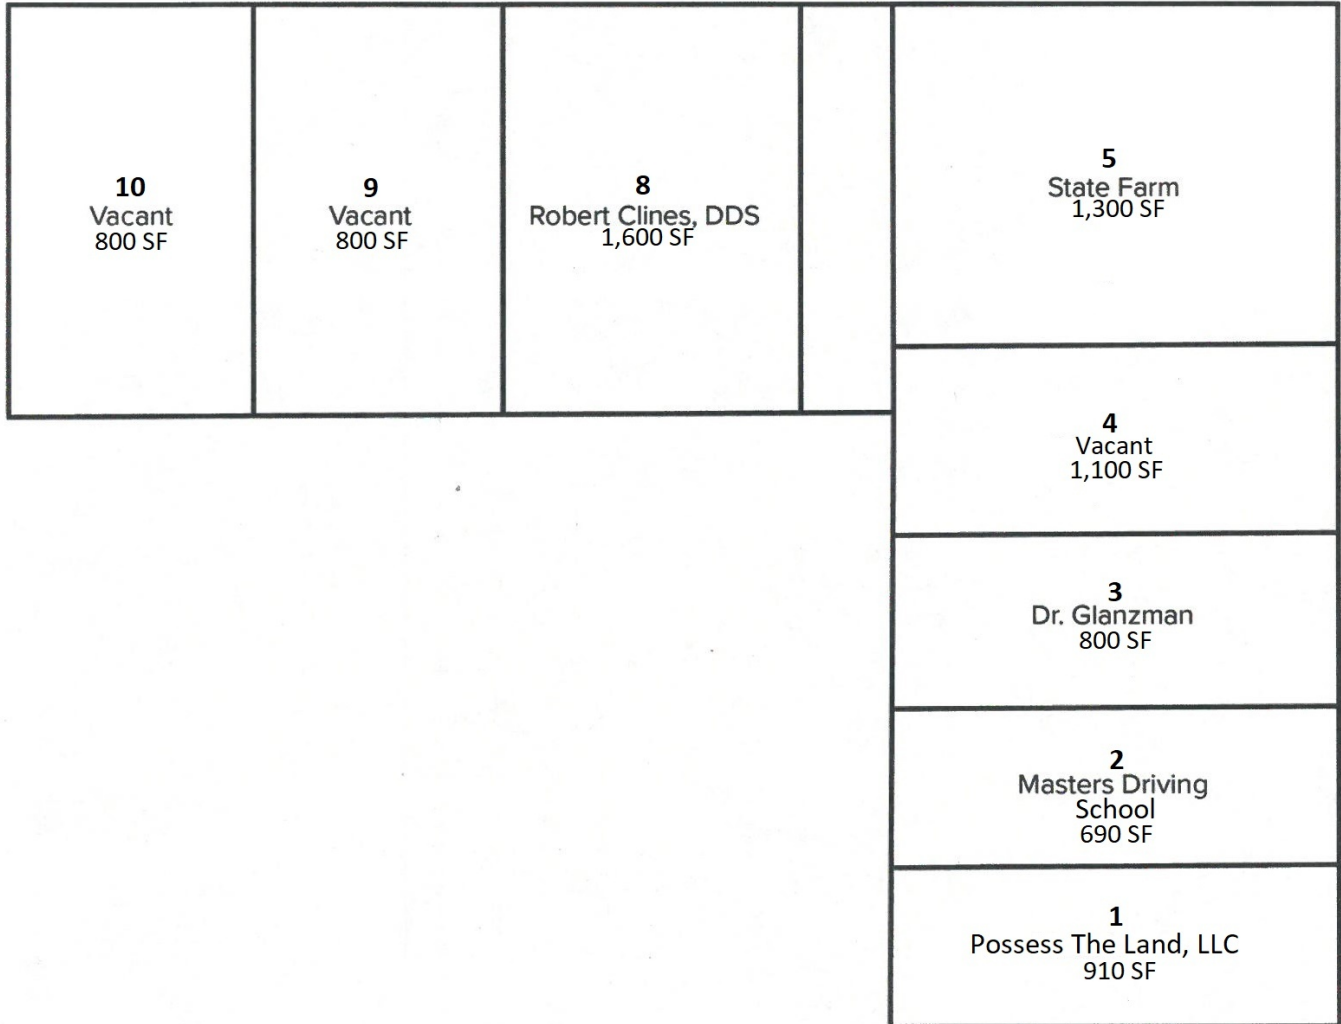 10
Vacant
800 SF
9
Vacant
800 SF
8
Robert Clines, DDS
1,600 SF
5
State Farm
1,300 SF
4
Vacant
1,100 SF
3
Dr. Glanzman
800 SF
2
Masters Driving
School
690 SF
1
Possess The Land, LLC
910 SF